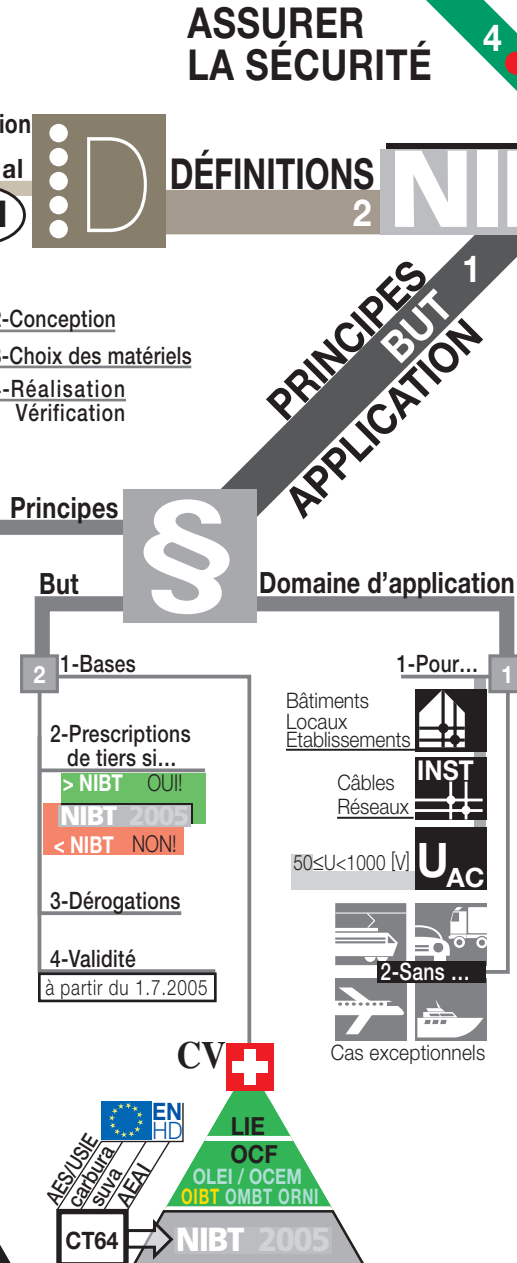 ASSURER
LA SÉCURITÉ
4
D
DÉFINITIONS
2
1
PRINCIPES
BUT
APPLICATION
-Conception
-Choix des matériels
-Réalisation
Vérification
Principes
§
But
Domaine d'application
2
1-Bases
1-Pour...
1
2-Prescriptions
de tiers si...
> NIBT OUI!
NIBT 2005
< NIBT NON!
3-Dérogations
4-Validité
à partir du 1.7.2005
Bâtiments
Locaux
Etablissements
Câbles
Réseaux
INST
50≤U<1000 [V]
UAC
2-Sans ...
Cas exceptionnels
CV
EN
HD
AES/USIE
carbura
suva
AEAI
LIE
OCF
OLEI / OCEM
OIBT OMBT ORNI
CT64
NIBT 2005